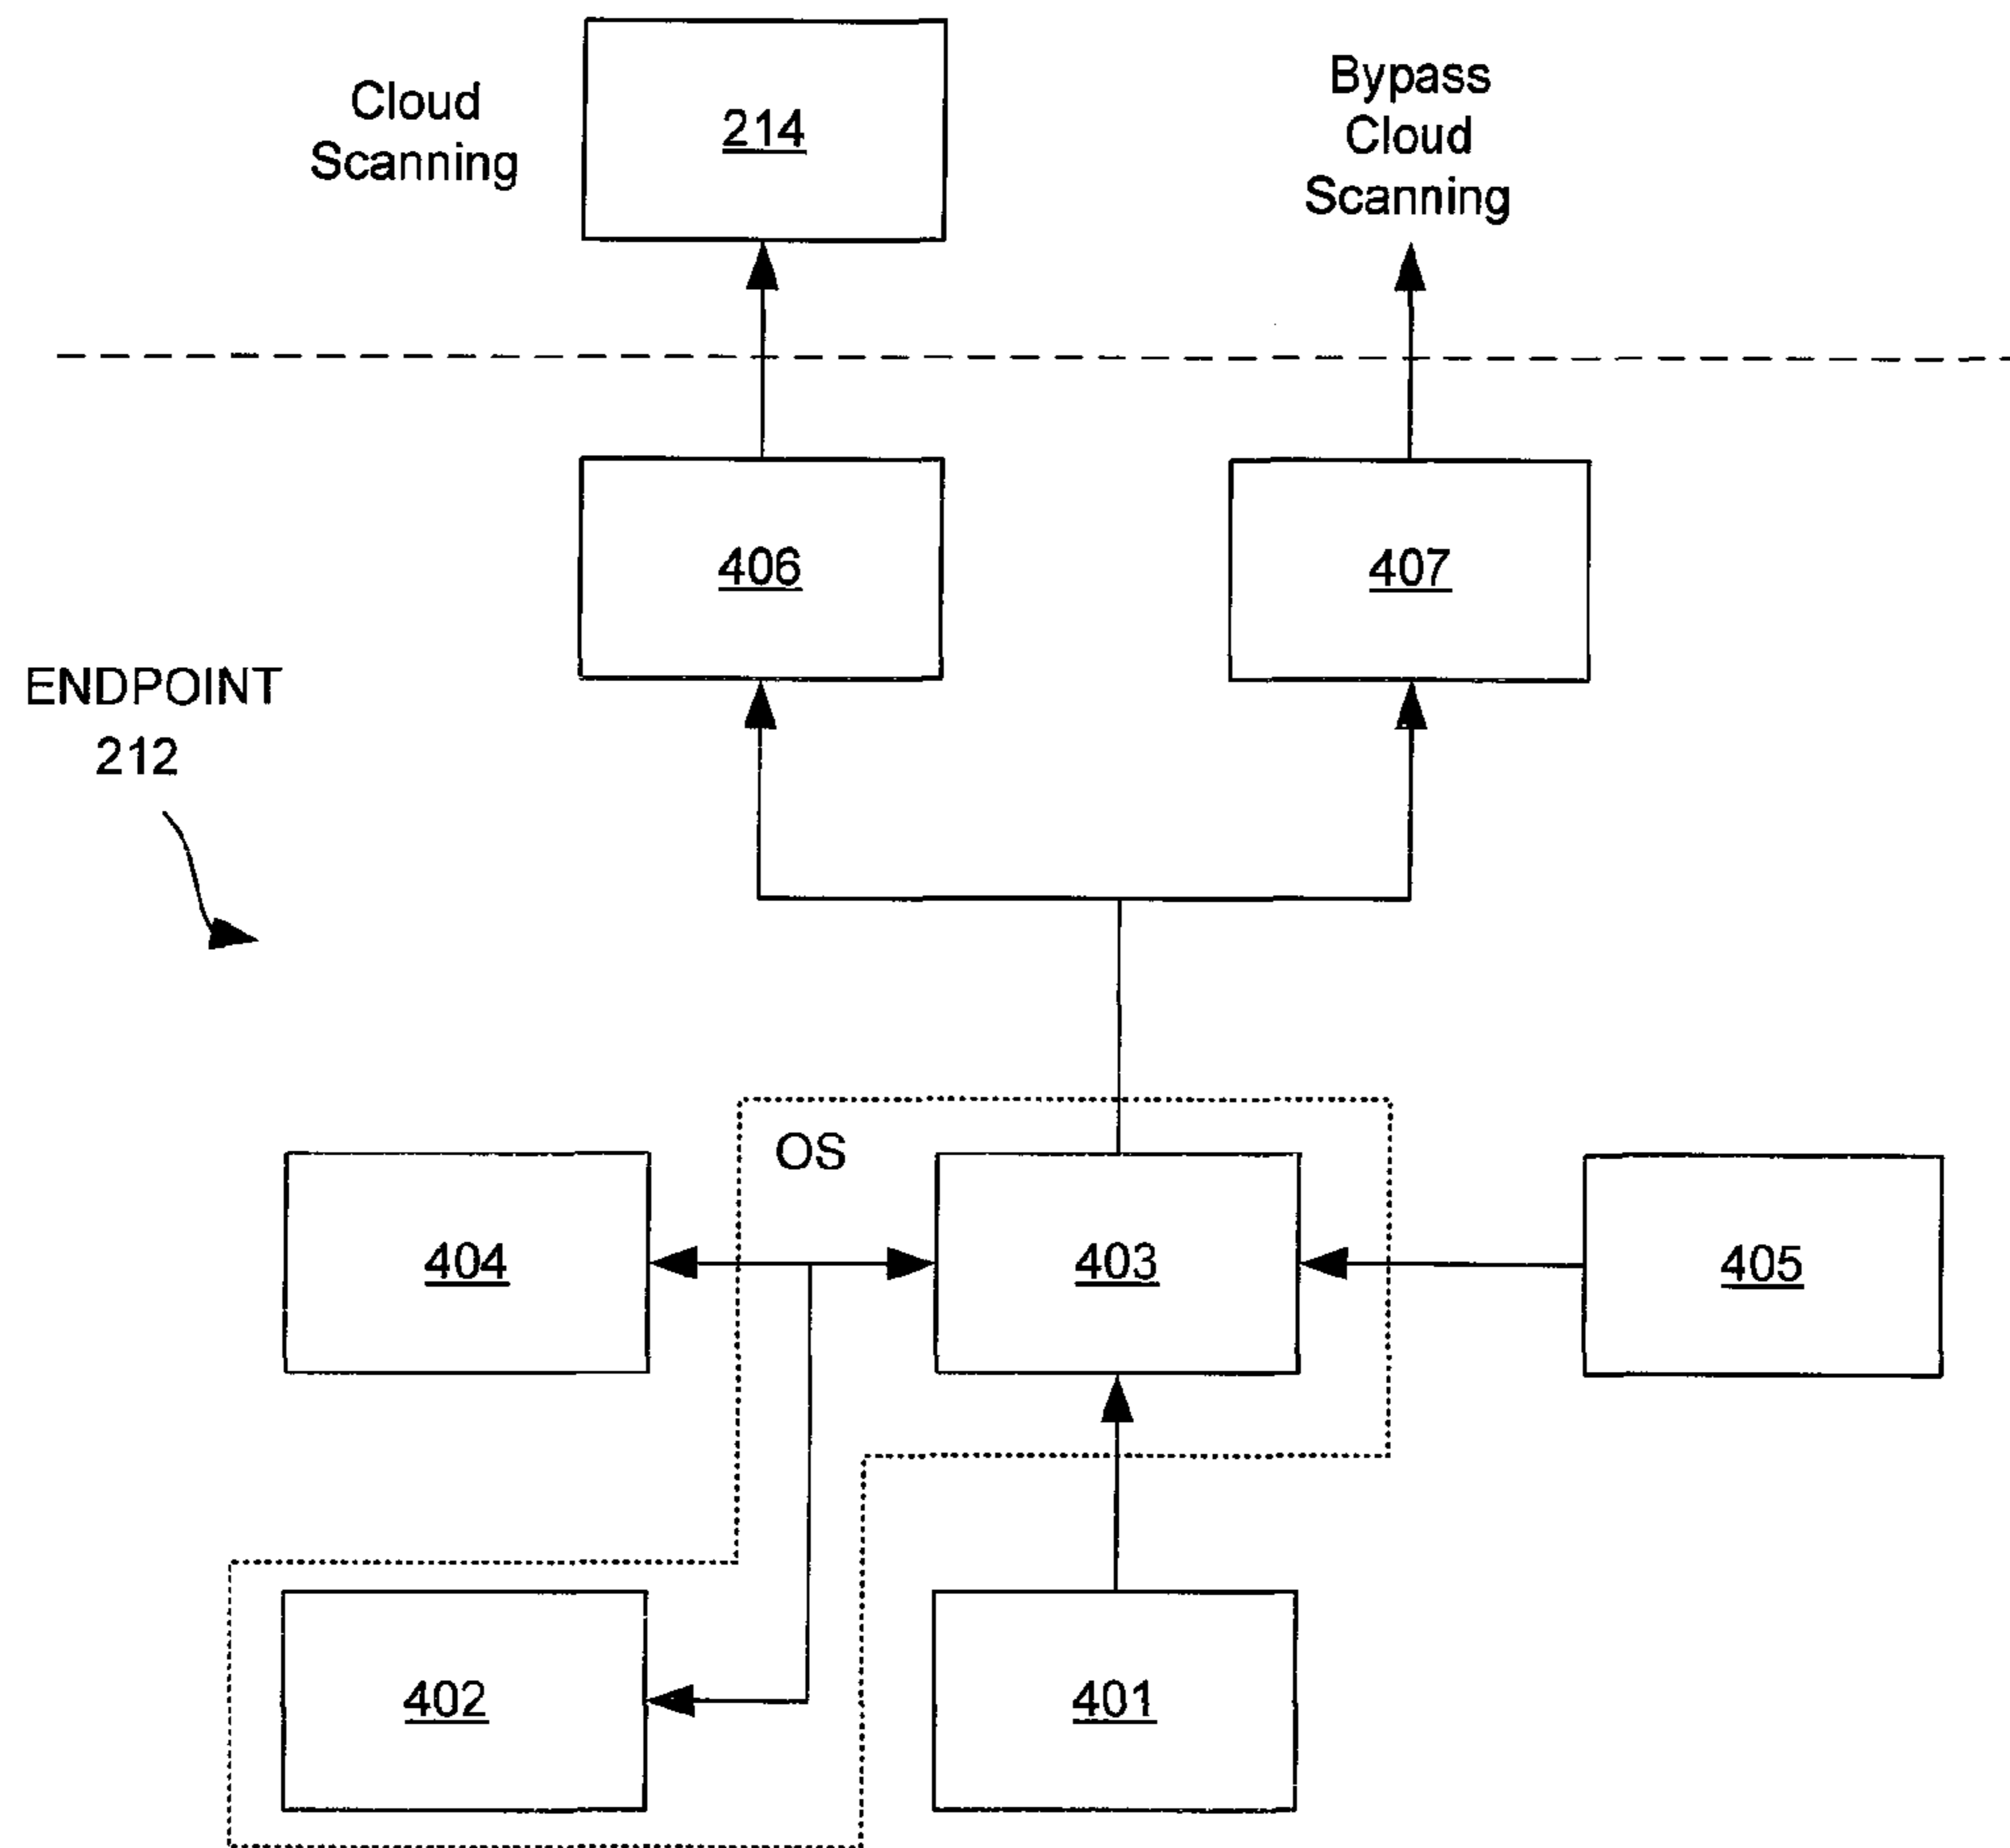 Cloud
Scanning
214
Bypass
Cloud
Scanning
406
407
ENDPOINT
212
OS
404
403
405
402
401